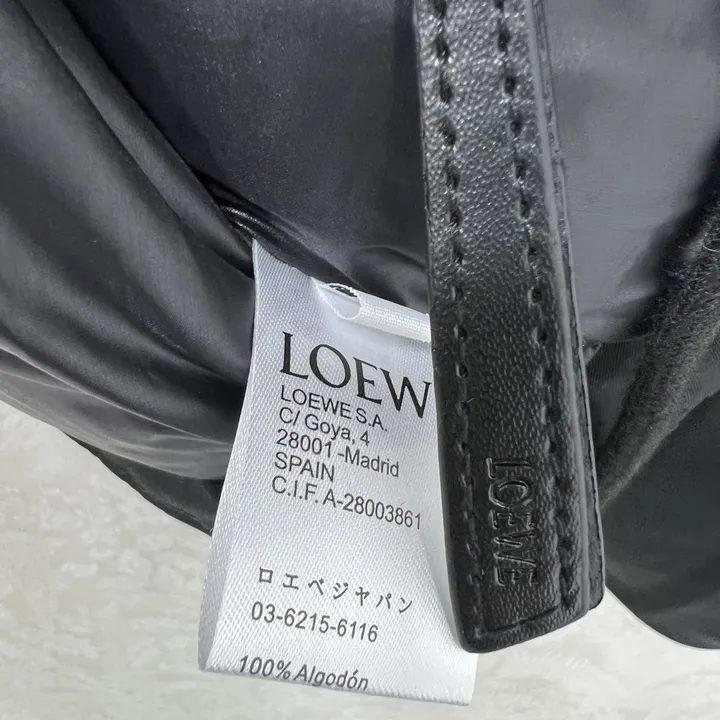 LOEWE
LOEWE S.A.
C/ Goya, 4
28001 -Madrid
SPAIN
C.I.F. A-28003861
ロエベジャパン
03-6215-6116
100% Algodón
LOEWE